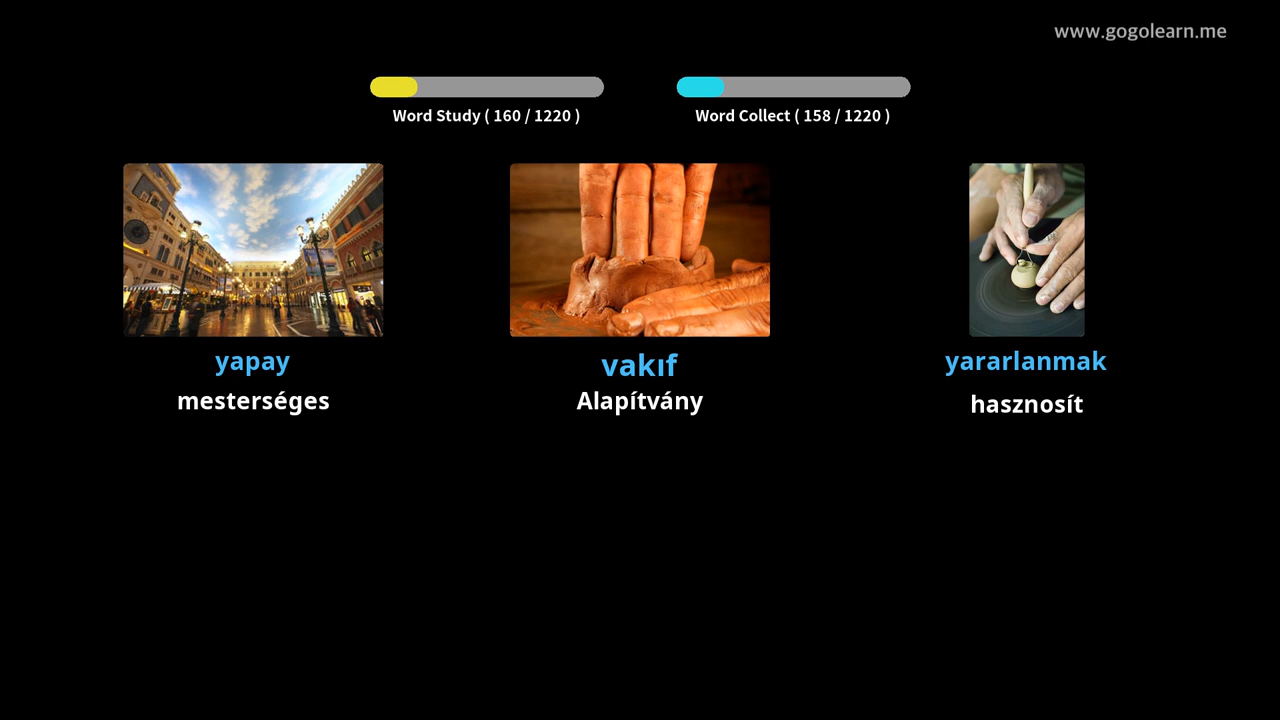 www.gogolearn.me
Word Study ( 160 / 1220 )
Word Collect ( 158 / 1220 )
yapay
mesterséges
vakıf
Alapítvány
yararlanmak
hasznosít